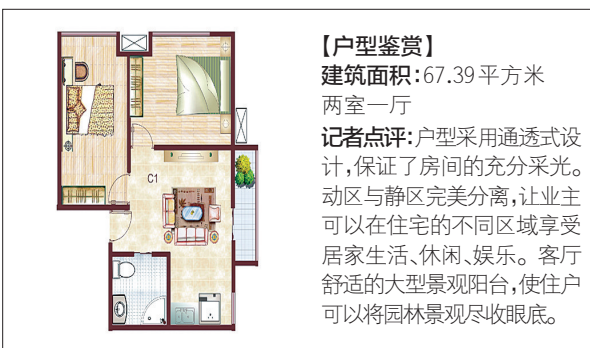 【户型鉴赏】
建筑面积：67.39平方米
两室一厅
记者点评：户型采用通透式设
计，保证了房间的充分采光。
动区与静区完美分离，让业主
可以在住宅的不同区域享受
居家生活、休闲、娱乐。客厅
舒适的大型景观阳台，使住户
可以将园林景观尽收眼底。
C1